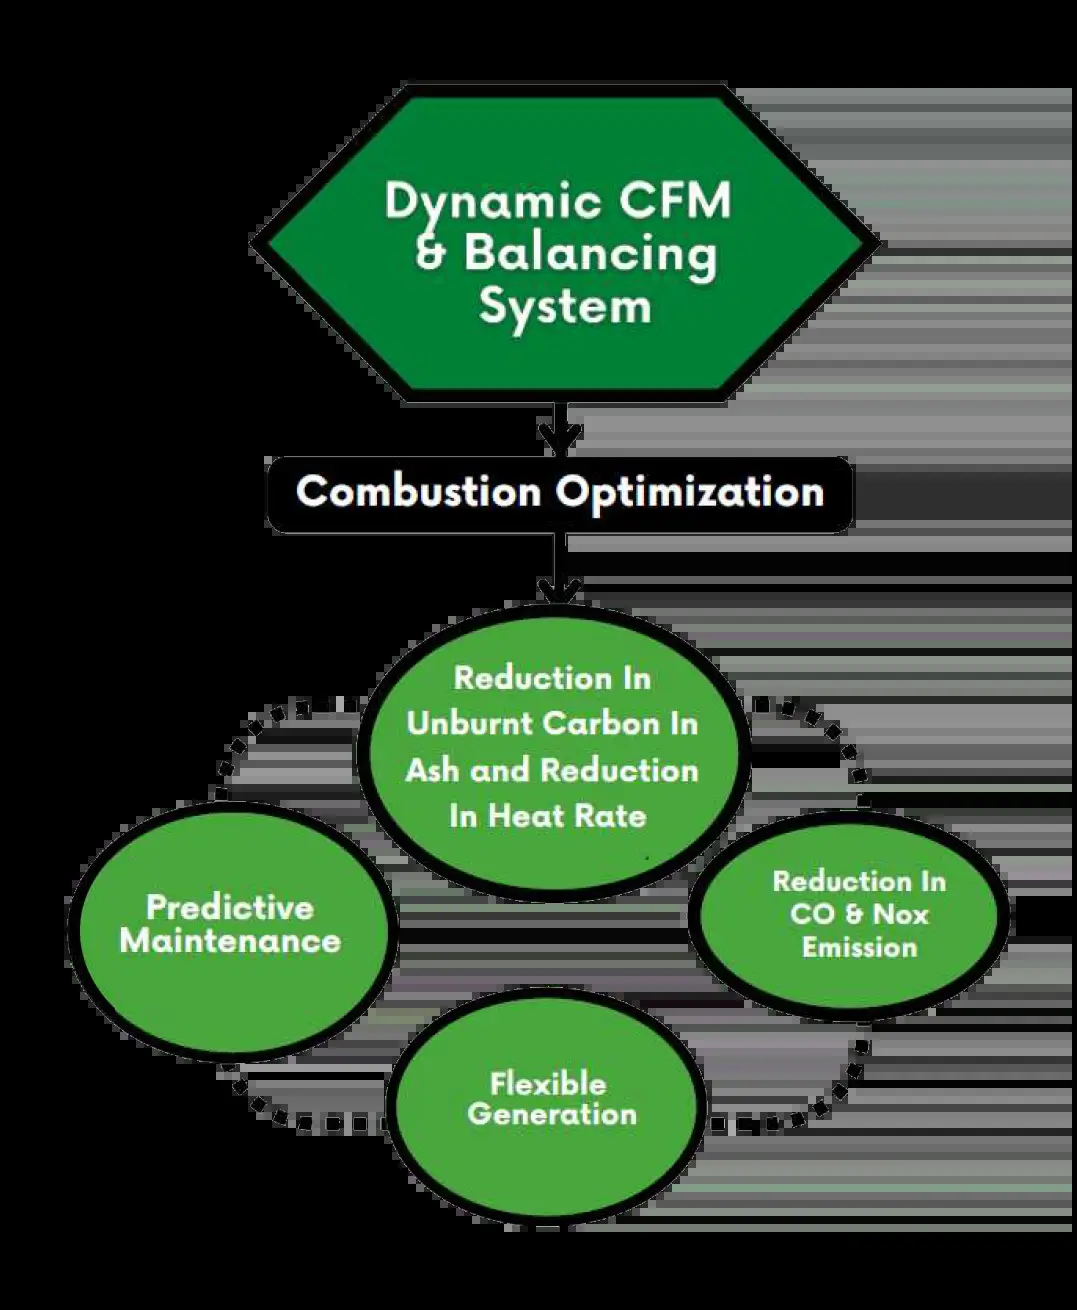 Dynamic CFM
& Balancing
System
Combustion Optimization
Reduction In
Unburnt Carbon In
Ash and Reduction
In Heat Rate
Predictive
Maintenance
Reduction In
CO & Nox
Emission
Flexible
Generation